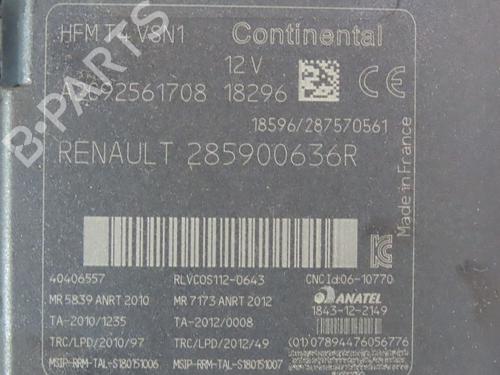 HFM T4 V8N1 Continental
12 V
A2C92561708 18296
18596/287570561
RENAULT 285900636R
Made in France
40406557 RLVCOS112-0643 CNC Id:06-10770
MR 5839 ANRT 2010 MR 7173 ANRT 2012 ANATEL
TA-2010/1235 TA-2012/0008 1843-12-2149
TRC/LPD/2010/97 TRC/LPD/2012/49 (01)07894476056776
MSIP-RRM-TAL-S180151006 MSIP-RRM-TAL-S180151007
B-PARTS